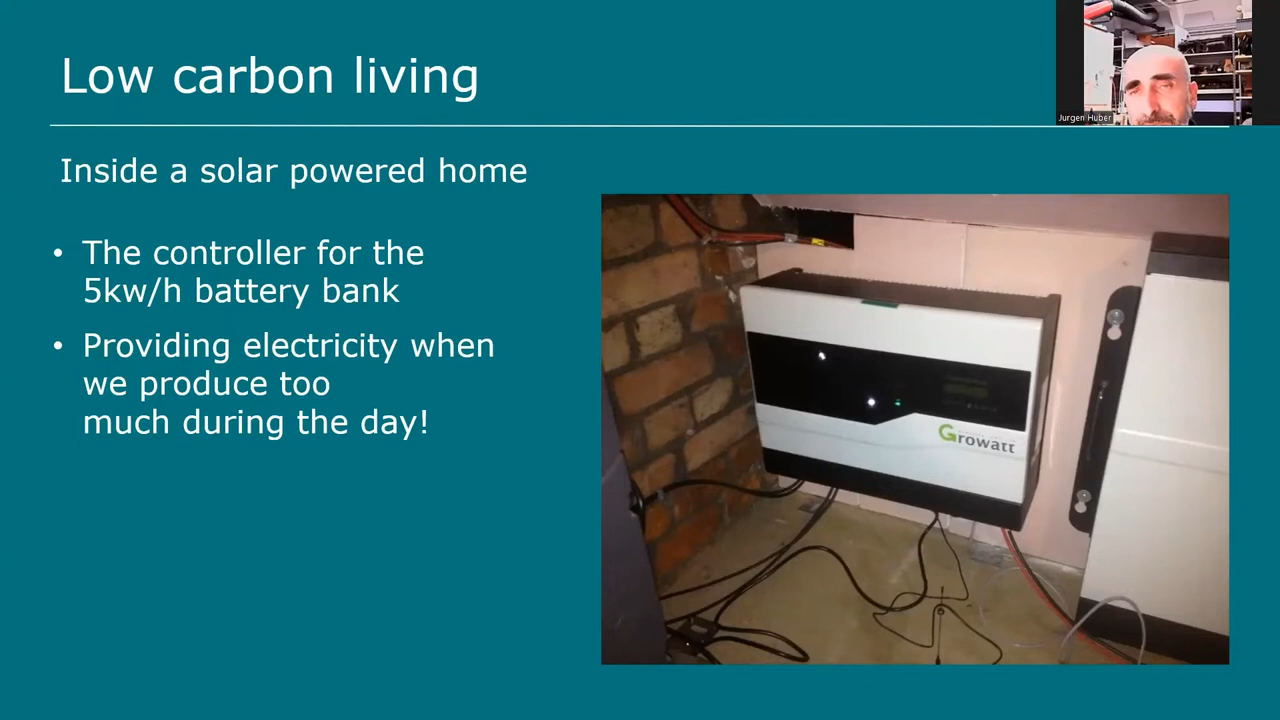 Low carbon living
Jurgen Huber
Inside a solar powered home
• The controller for the
5kw/h battery bank
• Providing electricity when
we produce too
much during the day!
Growatt